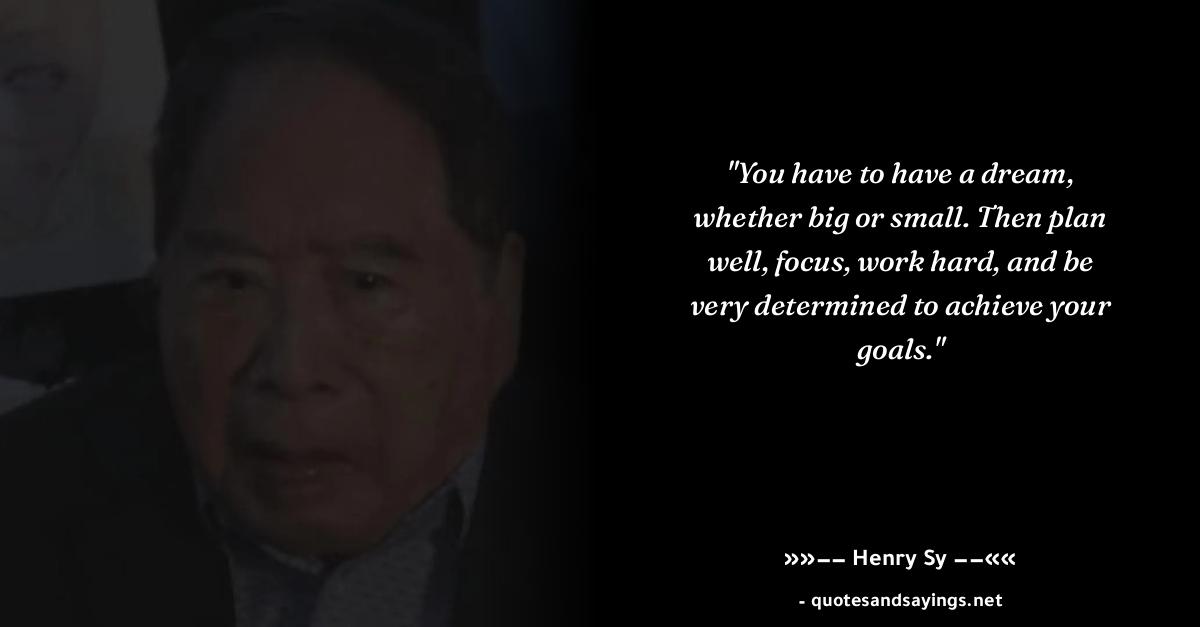 "You have to have a dream,
whether big or small. Then plan
well, focus, work hard, and be
very determined to achieve your
goals."
»»–– Henry Sy ––««
- quotesandsayings.net